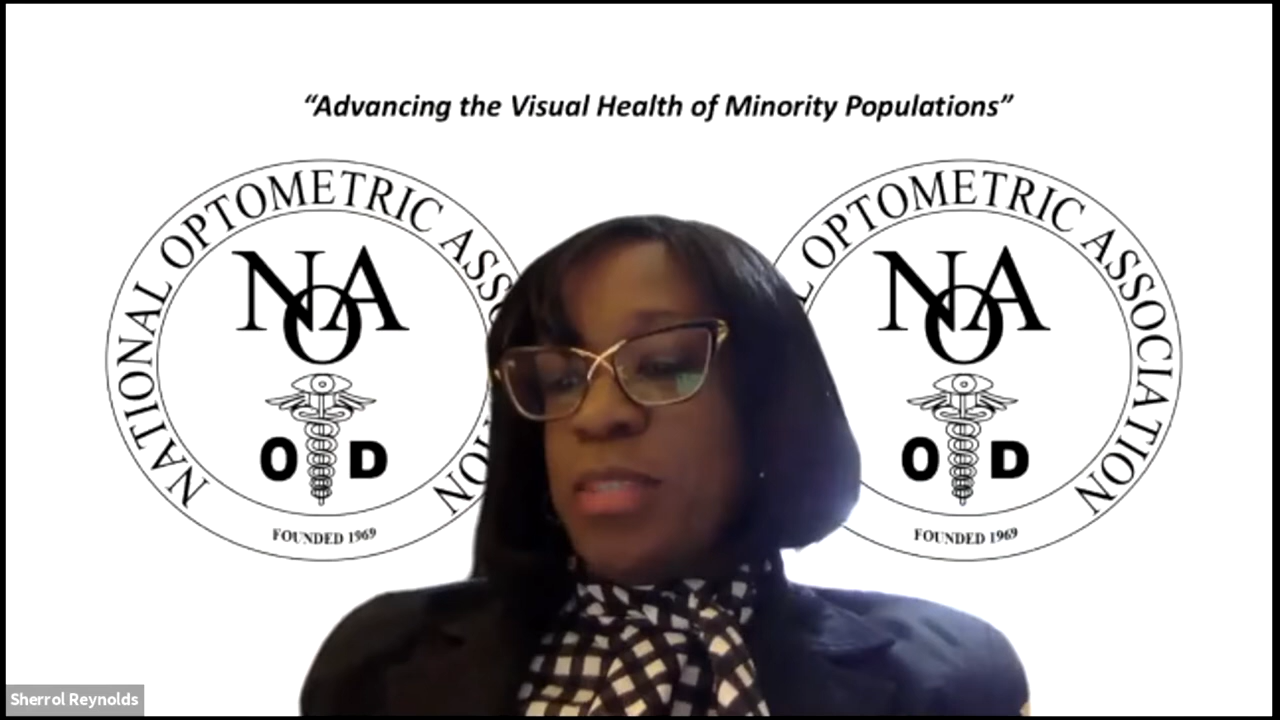 “Advancing the Visual Health of Minority Populations”
NATIONAL OPTOMETRIC ASS
ION
NOA
O D
FOUNDED 1969
L OPTOMETRIC ASSOCIATION
NOA
O D
FOUNDED 1969
Sherrol Reynolds